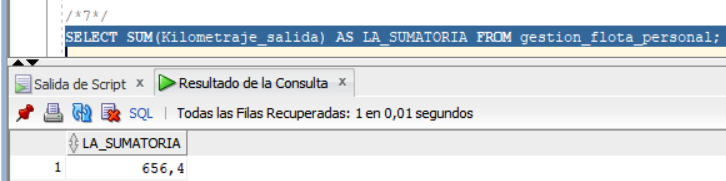 /*7*/
SELECT SUM(Kilometraje_salida) AS LA_SUMATORIA FROM gestion_flota_personal;
Salida de Script x Resultado de la Consulta x
SQL | Todas las Filas Recuperadas: 1 en 0,01 segundos
LA_SUMATORIA
1 656,4